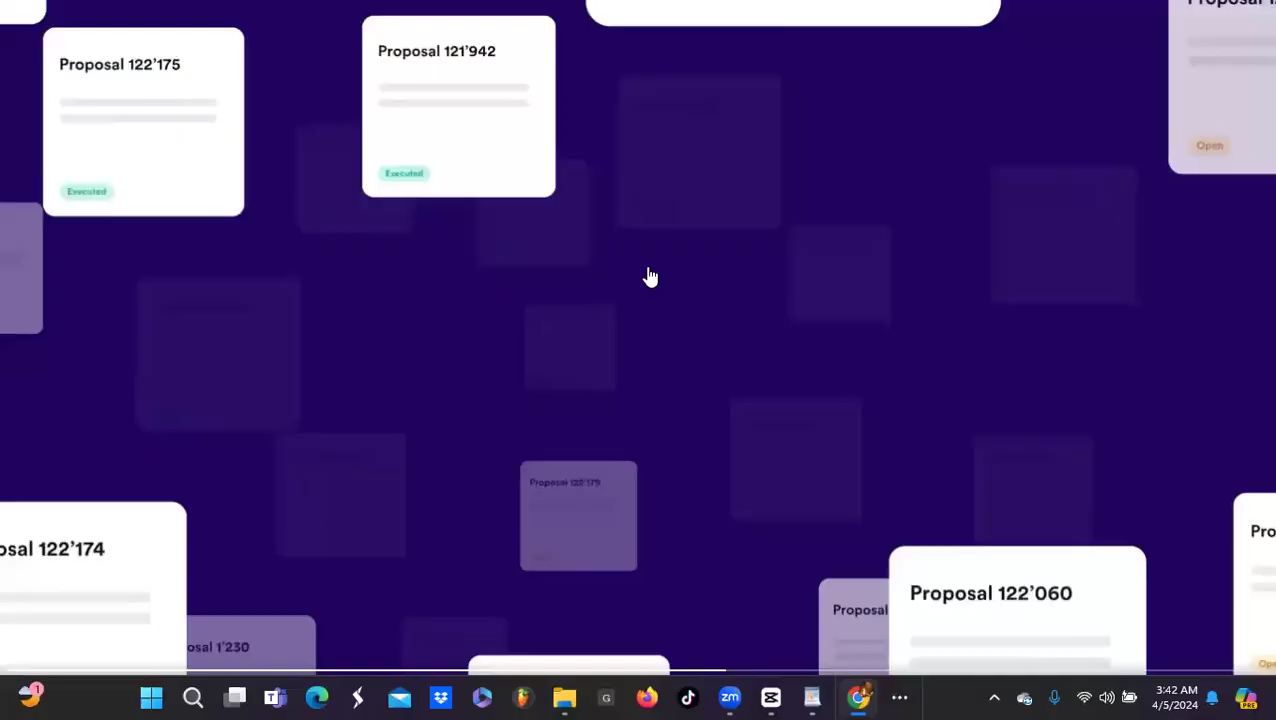 Proposal 122’175
Executed
Proposal 121’942
Executed
Open
Proposal 122’179
osal 122’174
osal 1’230
Proposal
Proposal 122’060
Pro
3:42 AM
4/5/2024